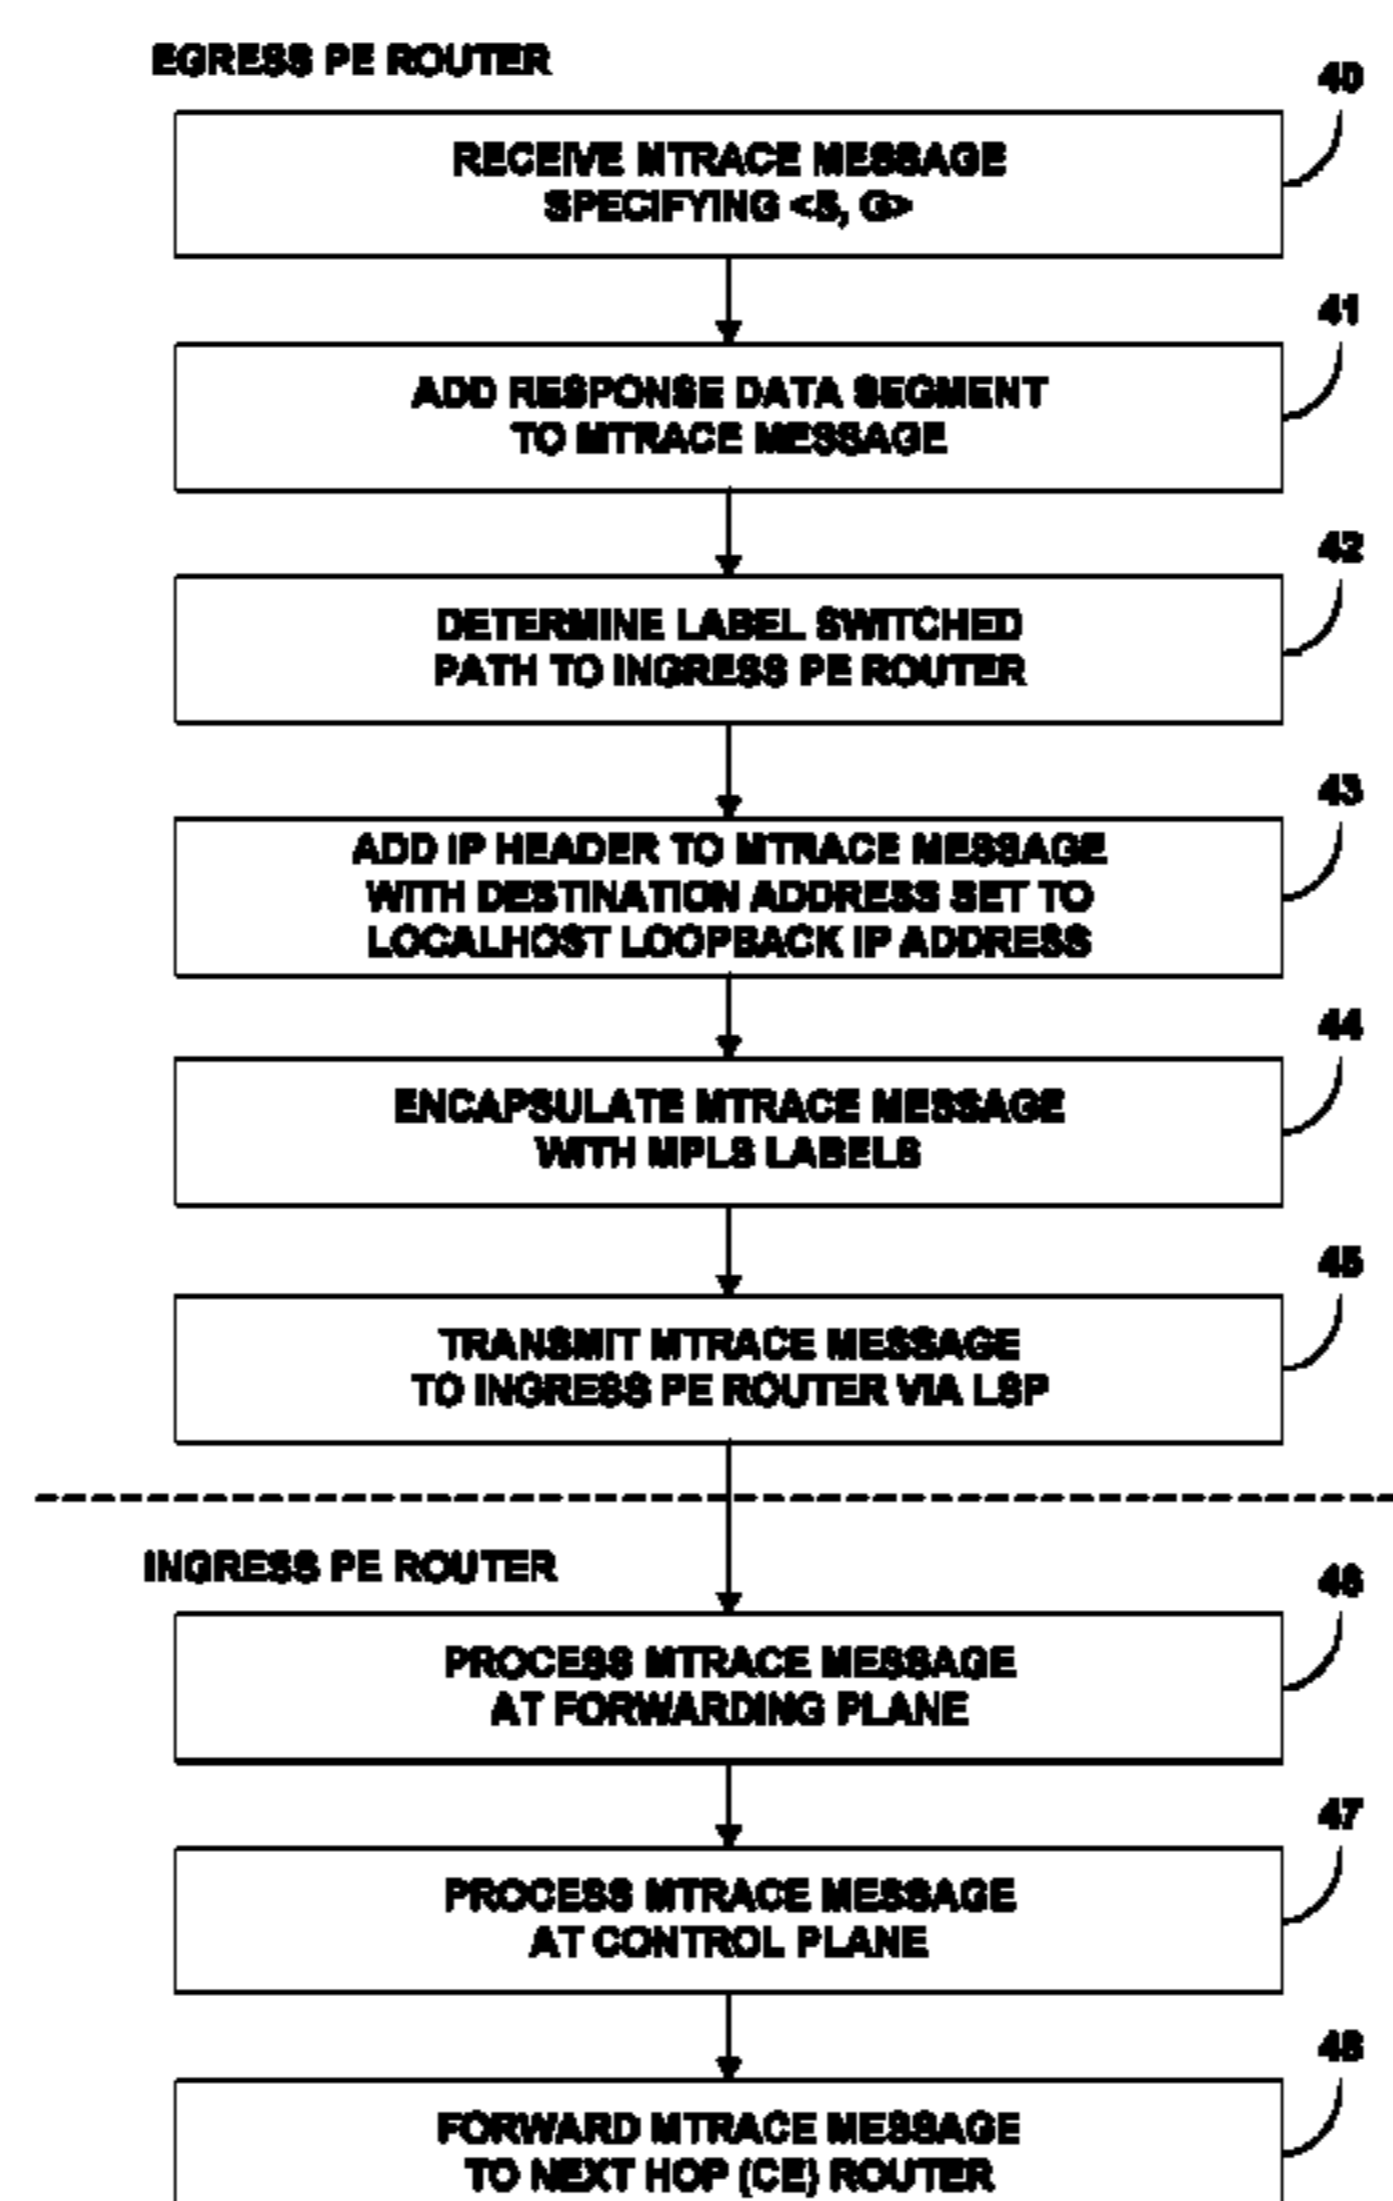 EGRESS PE ROUTER
40
RECEIVE MTRACE MESSAGE
SPECIFYING <S, G>
41
ADD RESPONSE DATA SEGMENT
TO MTRACE MESSAGE
42
DETERMINE LABEL SWITCHED
PATH TO INGRESS PE ROUTER
43
ADD IP HEADER TO MTRACE MESSAGE
WITH DESTINATION ADDRESS SET TO
LOCALHOST LOOPBACK IP ADDRESS
44
ENCAPSULATE MTRACE MESSAGE
WITH MPLS LABELS
45
TRANSMIT MTRACE MESSAGE
TO INGRESS PE ROUTER VIA LSP
INGRESS PE ROUTER
46
PROCESS MTRACE MESSAGE
AT FORWARDING PLANE
47
PROCESS MTRACE MESSAGE
AT CONTROL PLANE
48
FORWARD MTRACE MESSAGE
TO NEXT HOP (CE) ROUTER